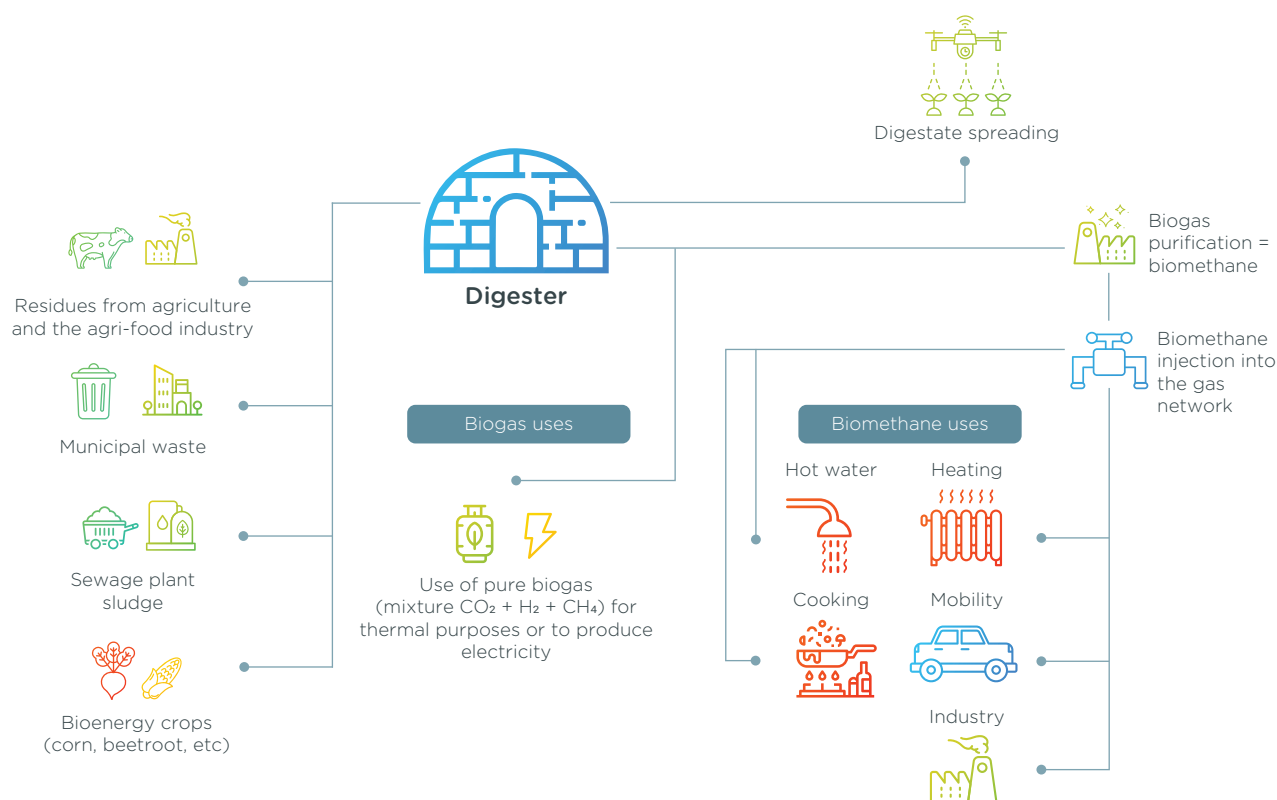 Digestate spreading
Digester
Biogas
purification =
biomethane
Residues from agriculture
and the agri-food industry
Biomethane
injection into
the gas
network
Municipal waste
Biogas uses
Biomethane uses
Hot water
Heating
Sewage plant
sludge
Use of pure biogas
(mixture CO₂ + H₂ + CH₄) for
thermal purposes or to produce
electricity
Cooking
Mobility
Bioenergy crops
(corn, beetroot, etc)
Industry